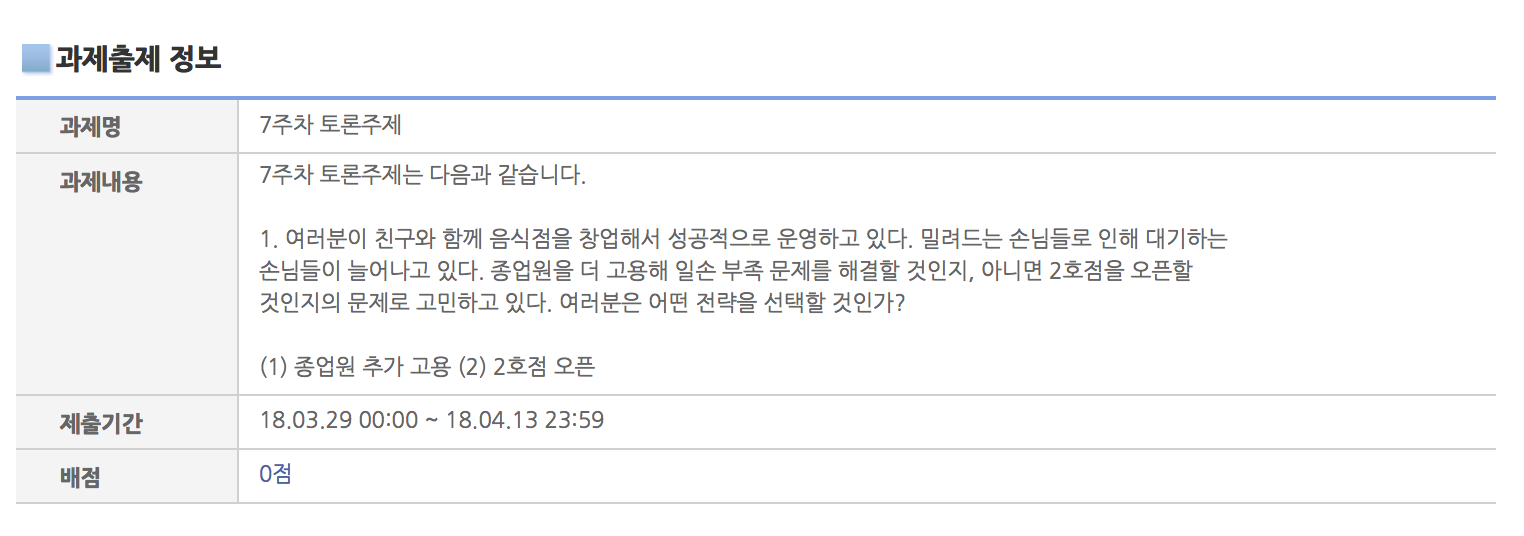 과제출제 정보
과제명
7주차 토론주제
과제내용
7주차 토론주제는 다음과 같습니다.
1. 여러분이 친구와 함께 음식점을 창업해서 성공적으로 운영하고 있다. 밀려드는 손님들로 인해 대기하는
손님들이 늘어나고 있다. 종업원을 더 고용해 일손 부족 문제를 해결할 것인지, 아니면 2호점을 오픈할
것인지의 문제로 고민하고 있다. 여러분은 어떤 전략을 선택할 것인가?
(1) 종업원 추가 고용 (2) 2호점 오픈
제출기간
18.03.29 00:00 ~ 18.04.13 23:59
배점
0점